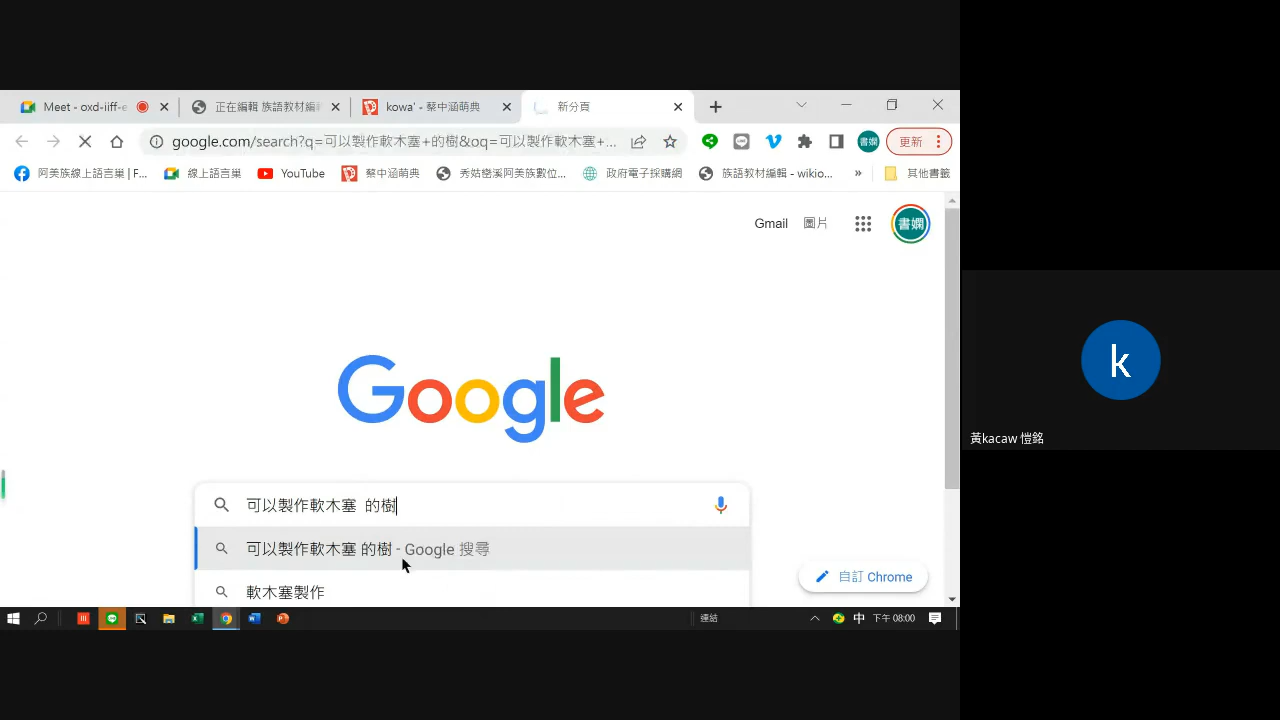 Meet - oxd-iiff-e
正在編輯 族語教材編
kowa' - 蔡中涵萌典
新分頁
google.com/search?q=可以製作軟木塞+的樹&oq=可以製作軟木塞+...
書嫻
更新
阿美族線上語言巢 | F...
線上語言巢
YouTube
蔡中涵萌典
秀姑巒溪阿美族數位...
政府電子採購網
族語教材編輯 - wikio...
»
其他書籤
Gmail
圖片
書嫻
Google
可以製作軟木塞 的樹
可以製作軟木塞 的樹 - Google 搜尋
軟木塞製作
自訂 Chrome
連結
中
下午 08:00
k
黃kacaw 愷銘